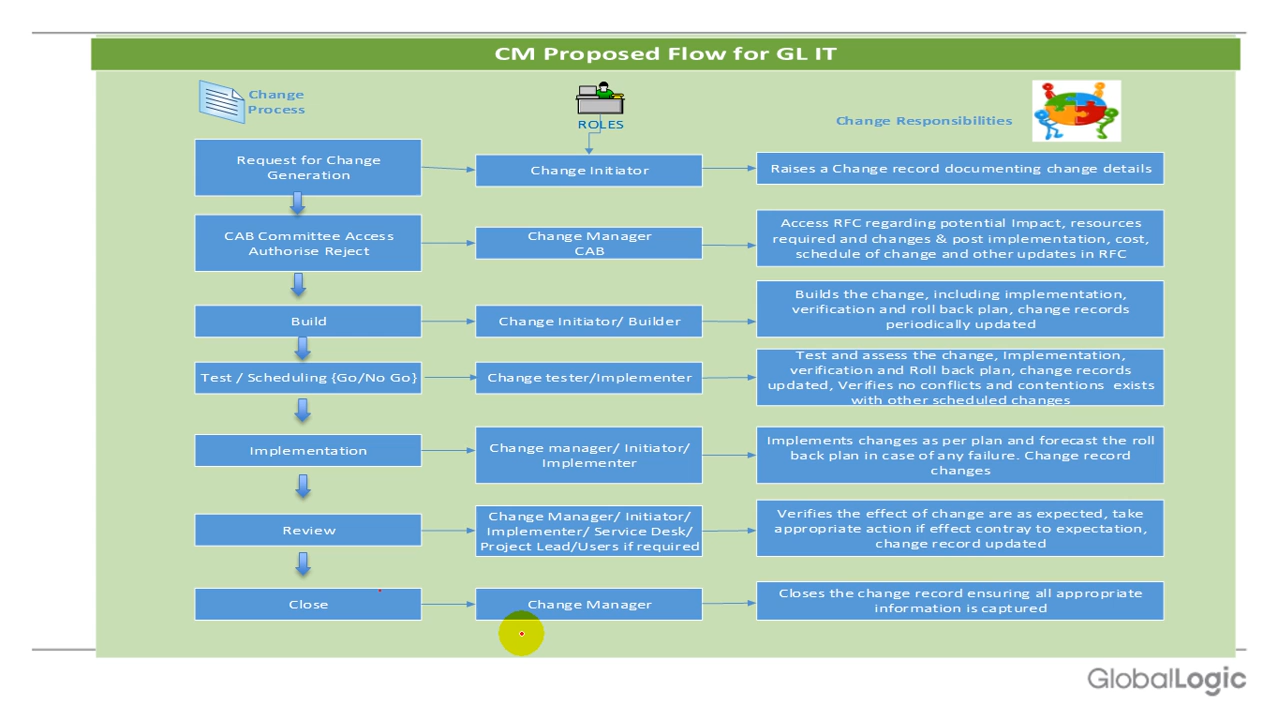 CM Proposed Flow for GL IT
Change
Process
ROLES
Change Responsibilities
Request for Change
Generation
Change Initiator
Raises a Change record documenting change details
CAB Committee Access
Authorise Reject
Change Manager
CAB
Access RFC regarding potential Impact, resources
required and changes & post implementation, cost,
schedule of change and other updates in RFC
Build
Change Initiator/ Builder
Builds the change, including implementation,
verification and roll back plan, change records
periodically updated
Test / Scheduling {Go/No Go}
Change tester/Implementer
Test and assess the change, Implementation,
verification and Roll back plan, change records
updated, Verifies no conflicts and contentions exists
with other scheduled changes
Implementation
Change manager/ Initiator/
Implementer
Implements changes as per plan and forecast the roll
back plan in case of any failure. Change record
changes
Review
Change Manager/ Initiator/
Implementer/ Service Desk/
Project Lead/Users if required
Verifies the effect of change are as expected, take
appropriate action if effect contray to expectation,
change record updated
Close
Change Manager
Closes the change record ensuring all appropriate
information is captured
GlobalLogic